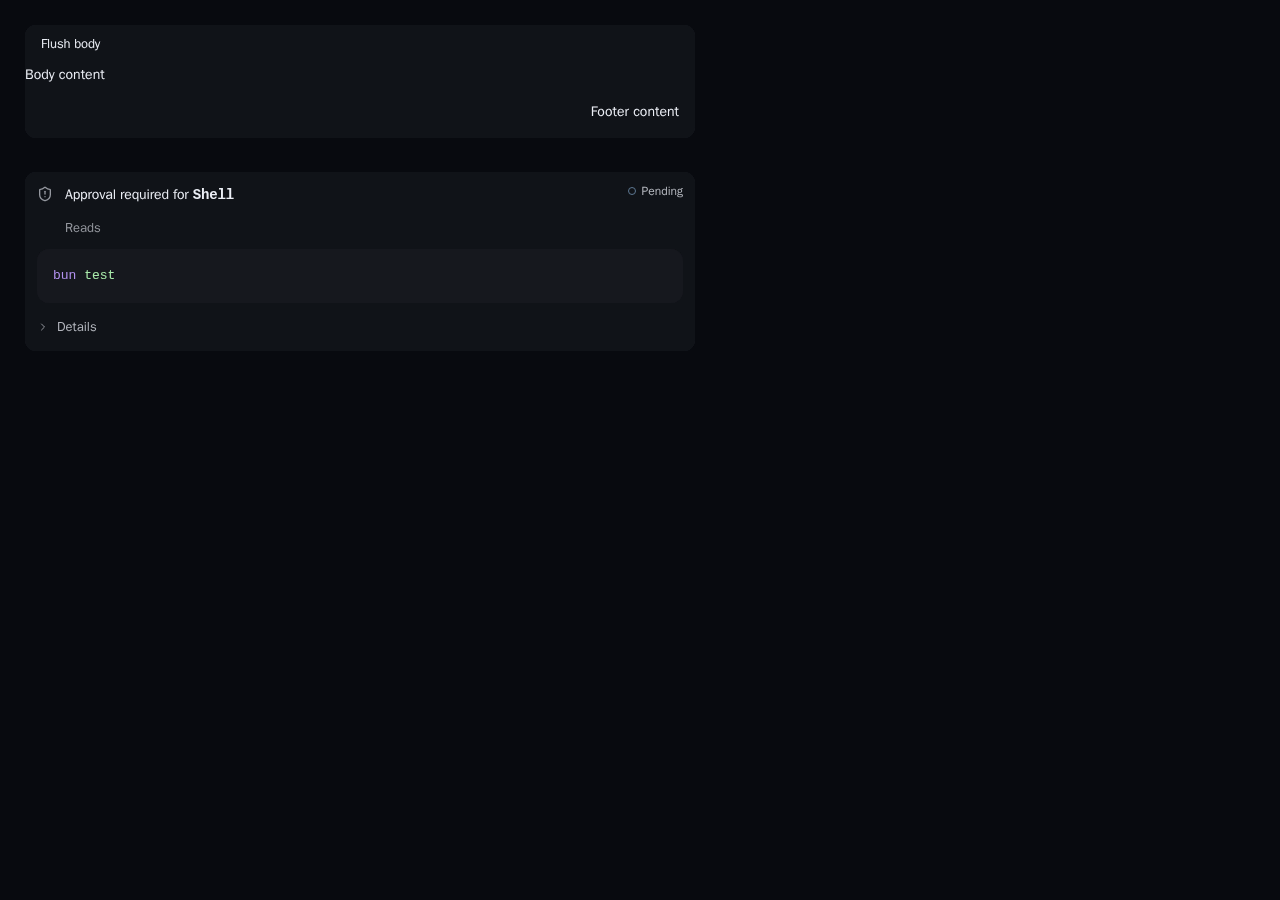 Flush body
Body content
Footer content
Approval required for Shell
Pending
Reads
bun test
Details